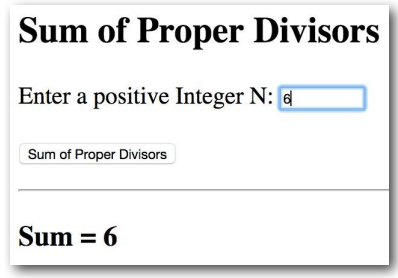 Sum of Proper Divisors
Enter a positive Integer N: 6
Sum of Proper Divisors
Sum = 6